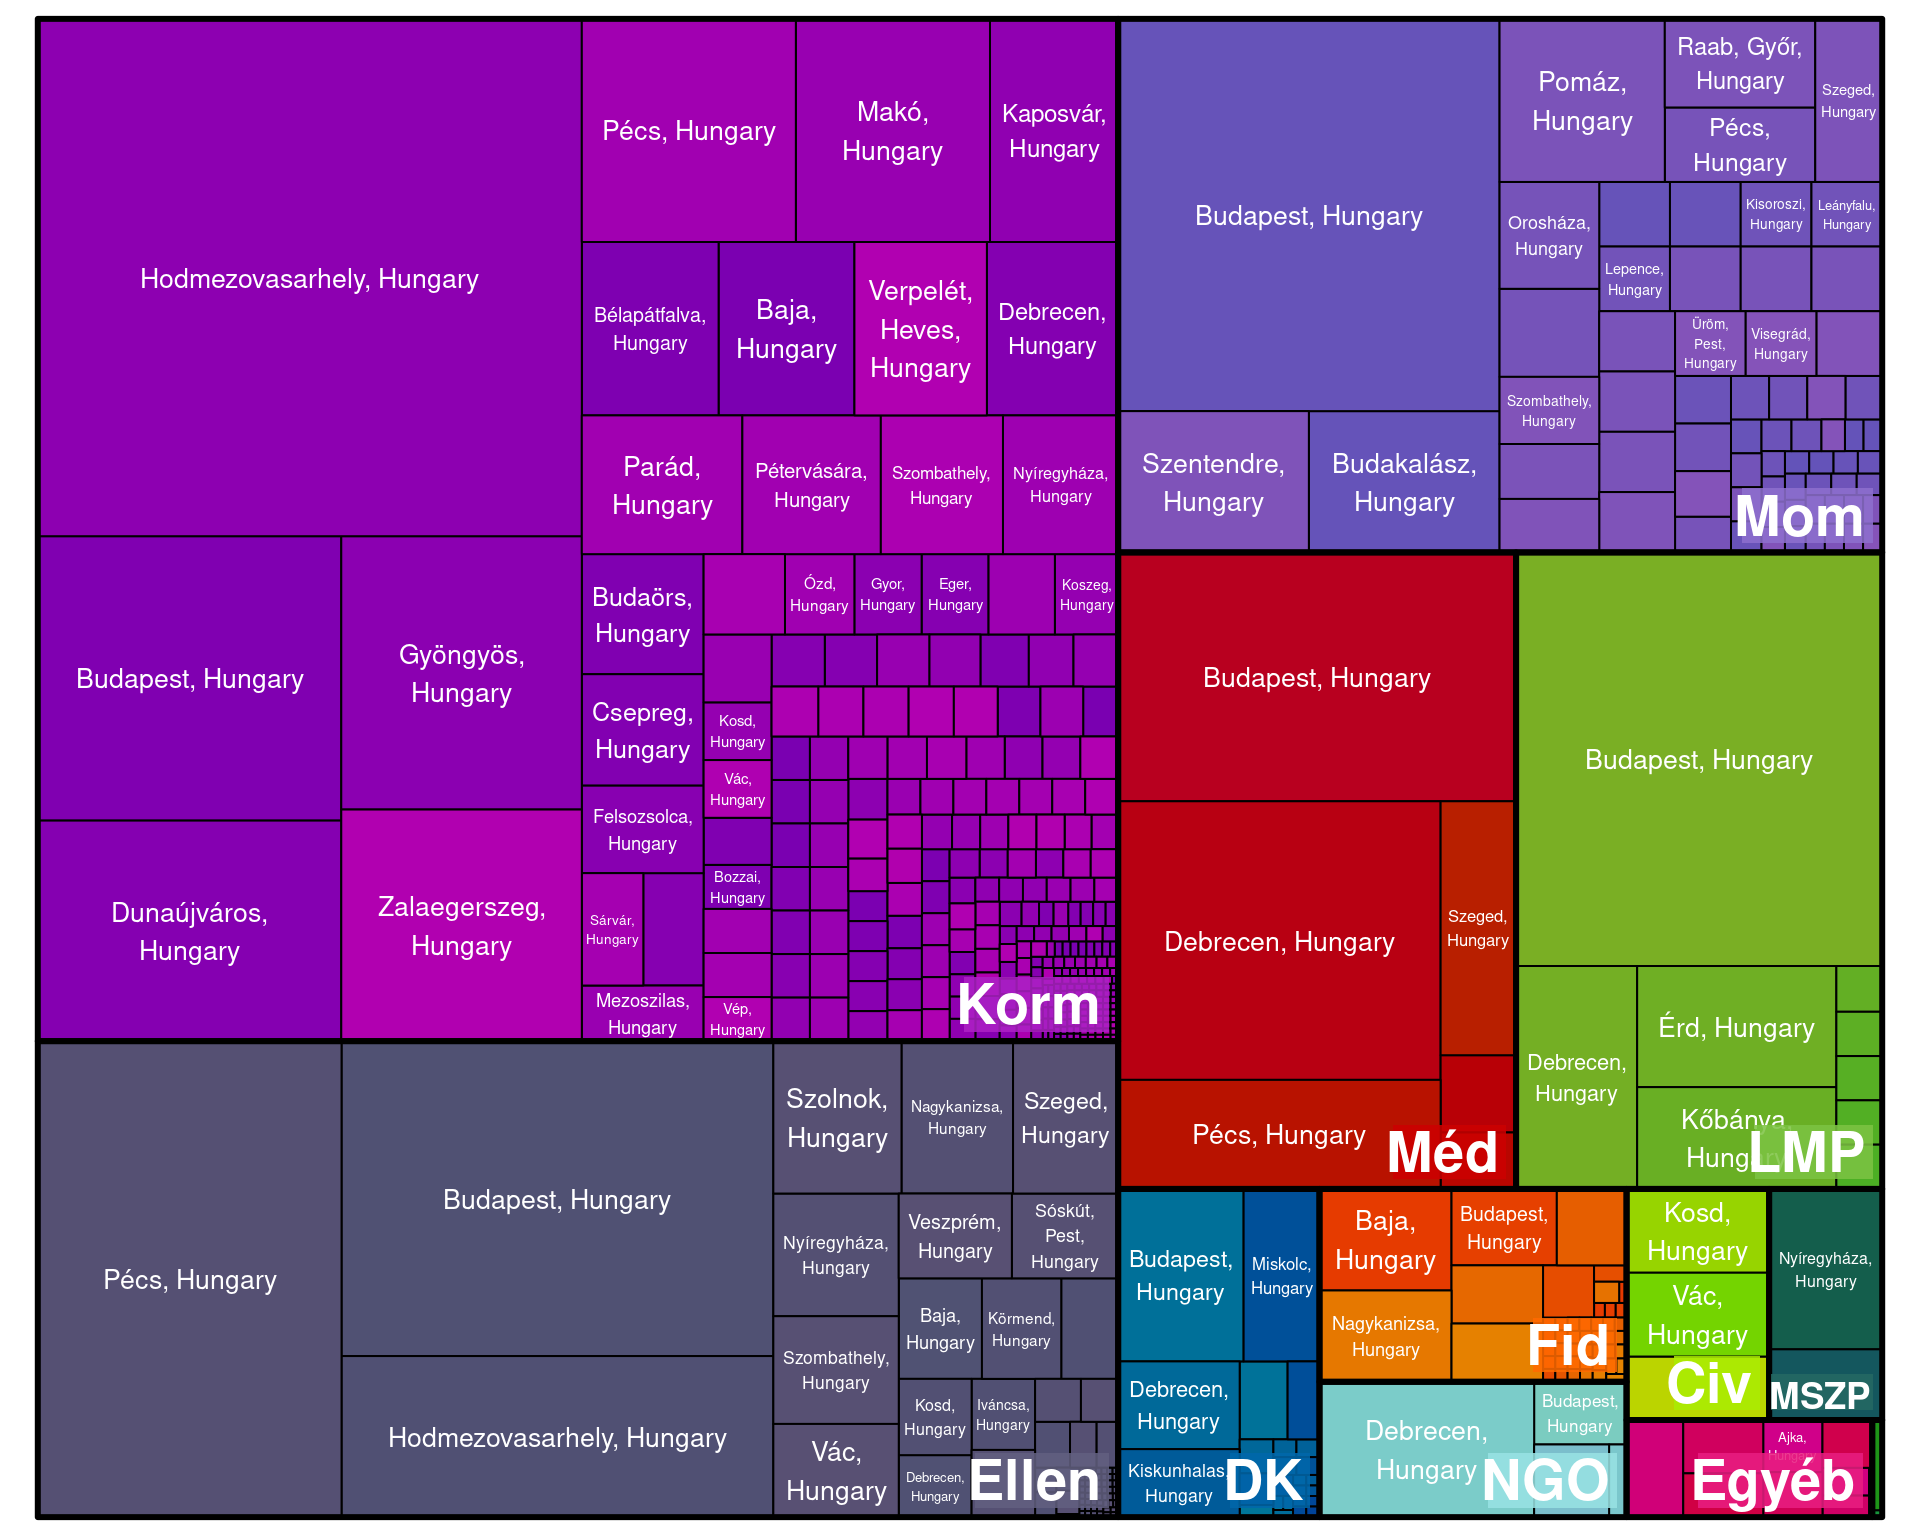 Hodmezovasarhely, Hungary
Pécs, Hungary
Makó,
Hungary
Kaposvár,
Hungary
Bélapátfalva,
Hungary
Baja,
Hungary
Verpelét,
Heves,
Hungary
Debrecen,
Hungary
Parád,
Hungary
Pétervására,
Hungary
Szombathely,
Hungary
Nyíregyháza,
Hungary
Budapest, Hungary
Gyöngyös,
Hungary
Dunaújváros,
Hungary
Zalaegerszeg,
Hungary
Budaörs,
Hungary
Ózd,
Hungary
Gyor,
Hungary
Eger,
Hungary
Koszeg,
Hungary
Csepreg,
Hungary
Kosd,
Hungary
Vác,
Hungary
Felsozsolca,
Hungary
Bozzai,
Hungary
Sárvár,
Hungary
Mezoszilas,
Hungary
Vép,
Hungary
Korm
Budapest, Hungary
Pomáz,
Hungary
Raab, Győr,
Hungary
Szeged,
Hungary
Pécs,
Hungary
Orosháza,
Hungary
Kisoroszi,
Hungary
Leányfalu,
Hungary
Lepence,
Hungary
Üröm,
Pest,
Hungary
Visegrád,
Hungary
Szombathely,
Hungary
Szentendre,
Hungary
Budakalász,
Hungary
Mom
Budapest, Hungary
Debrecen, Hungary
Szeged,
Hungary
Pécs, Hungary
Méd
Budapest, Hungary
Debrecen,
Hungary
Érd, Hungary
Kőbánya,
Hungary
LMP
Pécs, Hungary
Budapest, Hungary
Hodmezovasarhely, Hungary
Szolnok,
Hungary
Nagykanizsa,
Hungary
Szeged,
Hungary
Nyíregyháza,
Hungary
Veszprém,
Hungary
Sóskút,
Pest,
Hungary
Szombathely,
Hungary
Baja,
Hungary
Körmend,
Hungary
Vác,
Hungary
Kosd,
Hungary
Iváncsa,
Hungary
Debrecen,
Hungary
Ellen
Budapest,
Hungary
Miskolc,
Hungary
Debrecen,
Hungary
Kiskunhalas,
Hungary
DK
Baja,
Hungary
Budapest,
Hungary
Nagykanizsa,
Hungary
Fid
Debrecen,
Hungary
Budapest,
Hungary
NGO
Kosd,
Hungary
Vác,
Hungary
Civ
Nyíregyháza,
Hungary
MSZP
Ajka,
Hungary
Egyéb